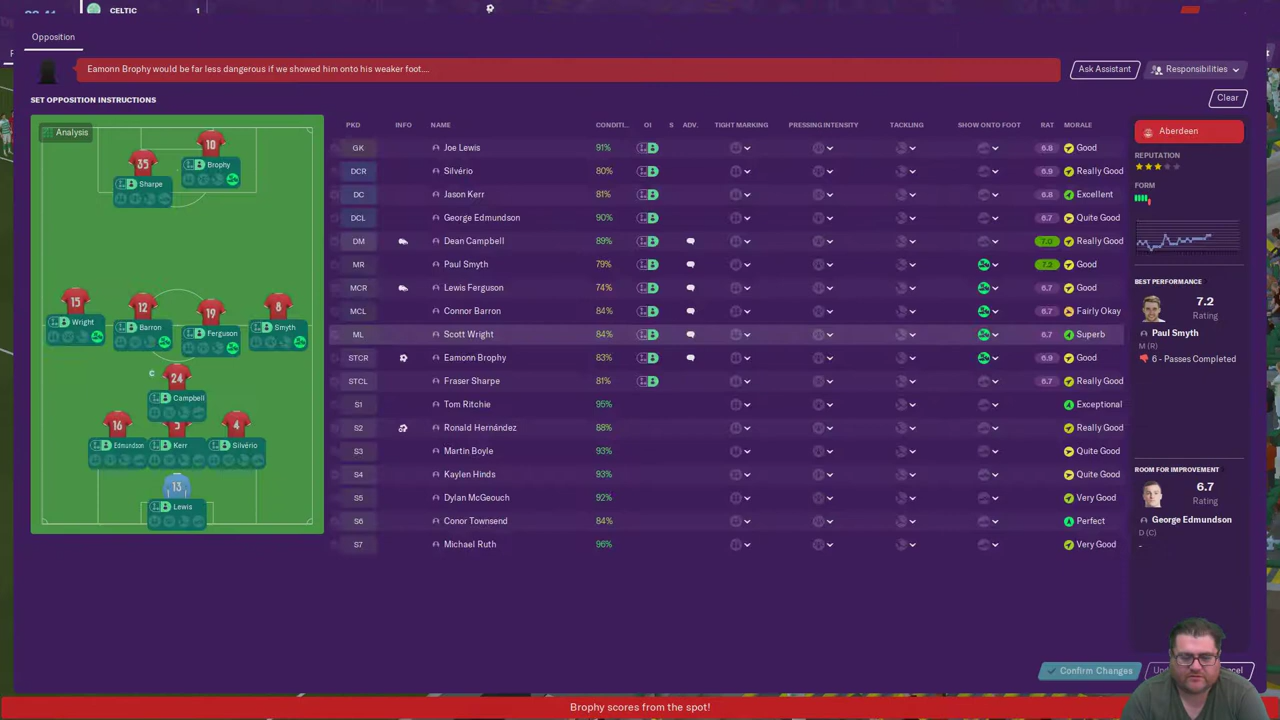 CELTIC 1
Opposition
Eamonn Brophy would be far less dangerous if we showed him onto his weaker foot....
Ask Assistant
Responsibilities
SET OPPOSITION INSTRUCTIONS
Clear
Analysis
10
Brophy
35
Sharpe
15
Wright
12
Barron
19
Ferguson
8
Smyth
C
24
Campbell
16
Edmundson
5
Kerr
4
Silvério
13
Lewis
PKD INFO NAME CONDITI... OI S ADV. TIGHT MARKING PRESSING INTENSITY TACKLING SHOW ONTO FOOT RAT MORALE
GK Joe Lewis 91% 6.8 Good
DCR Silvério 80% 6.9 Really Good
DC Jason Kerr 81% 6.8 Excellent
DCL George Edmundson 90% 6.7 Quite Good
DM Dean Campbell 89% 7.0 Really Good
MR Paul Smyth 79% 7.2 Good
MCR Lewis Ferguson 74% 6.7 Good
MCL Connor Barron 84% 6.7 Fairly Okay
ML Scott Wright 84% 6.7 Superb
STCR Eamonn Brophy 83% 6.9 Good
STCL Fraser Sharpe 81% 6.7 Really Good
S1 Tom Ritchie 95% Exceptional
S2 Ronald Hernández 88% Really Good
S3 Martin Boyle 93% Quite Good
S4 Kaylen Hinds 93% Quite Good
S5 Dylan McGeouch 92% Very Good
S6 Conor Townsend 84% Perfect
S7 Michael Ruth 96% Very Good
Aberdeen
REPUTATION
FORM
BEST PERFORMANCE
7.2
Rating
Paul Smyth
M (R)
6 - Passes Completed
ROOM FOR IMPROVEMENT
6.7
Rating
George Edmundson
D (C)
-
Confirm Changes
Brophy scores from the spot!